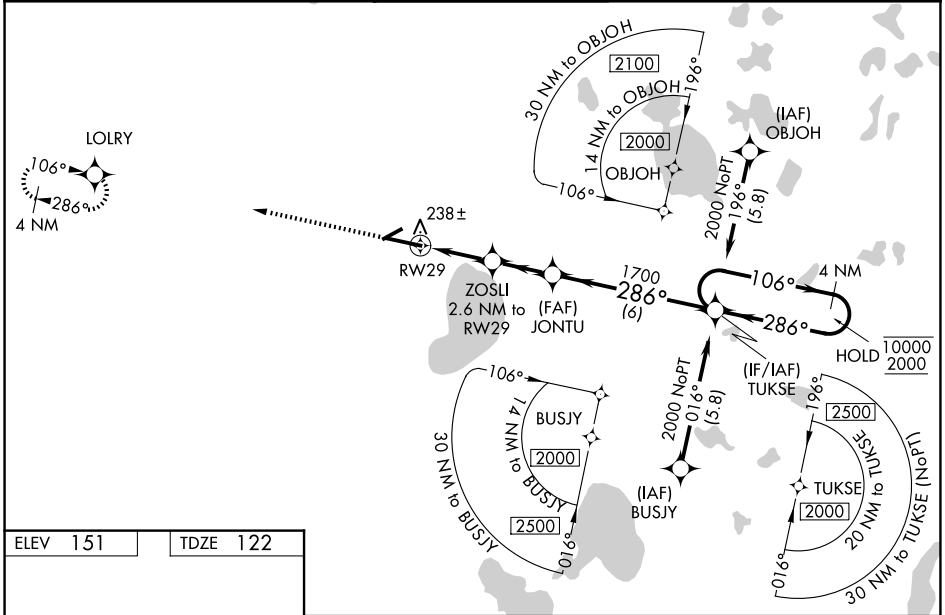 30 NM to OBJOH
2100
196°
14 NM to OBJOH
2000
OBJOH
106°
(IAF)
OBJOH
2000 NoPT
196°
(5.8)
LOLRY
106°
286°
4 NM
238±
RW29
ZOSLI
2.6 NM to
RW29
(FAF)
JONTU
1700
286°
(6)
106°
4 NM
286°
HOLD
10000
2000
(IF/IAF)
TUKSE
2000 NoPT
016°
(5.8)
(IAF)
BUSJY
106°
BUSJY
14 NM to BUSJY
2000
30 NM to BUSJY
2500
016°
196°
2500
TUKSE
20 NM to TUKSE
2000
30 NM to TUKSE (NoPT)
016°
ELEV 151
TDZE 122